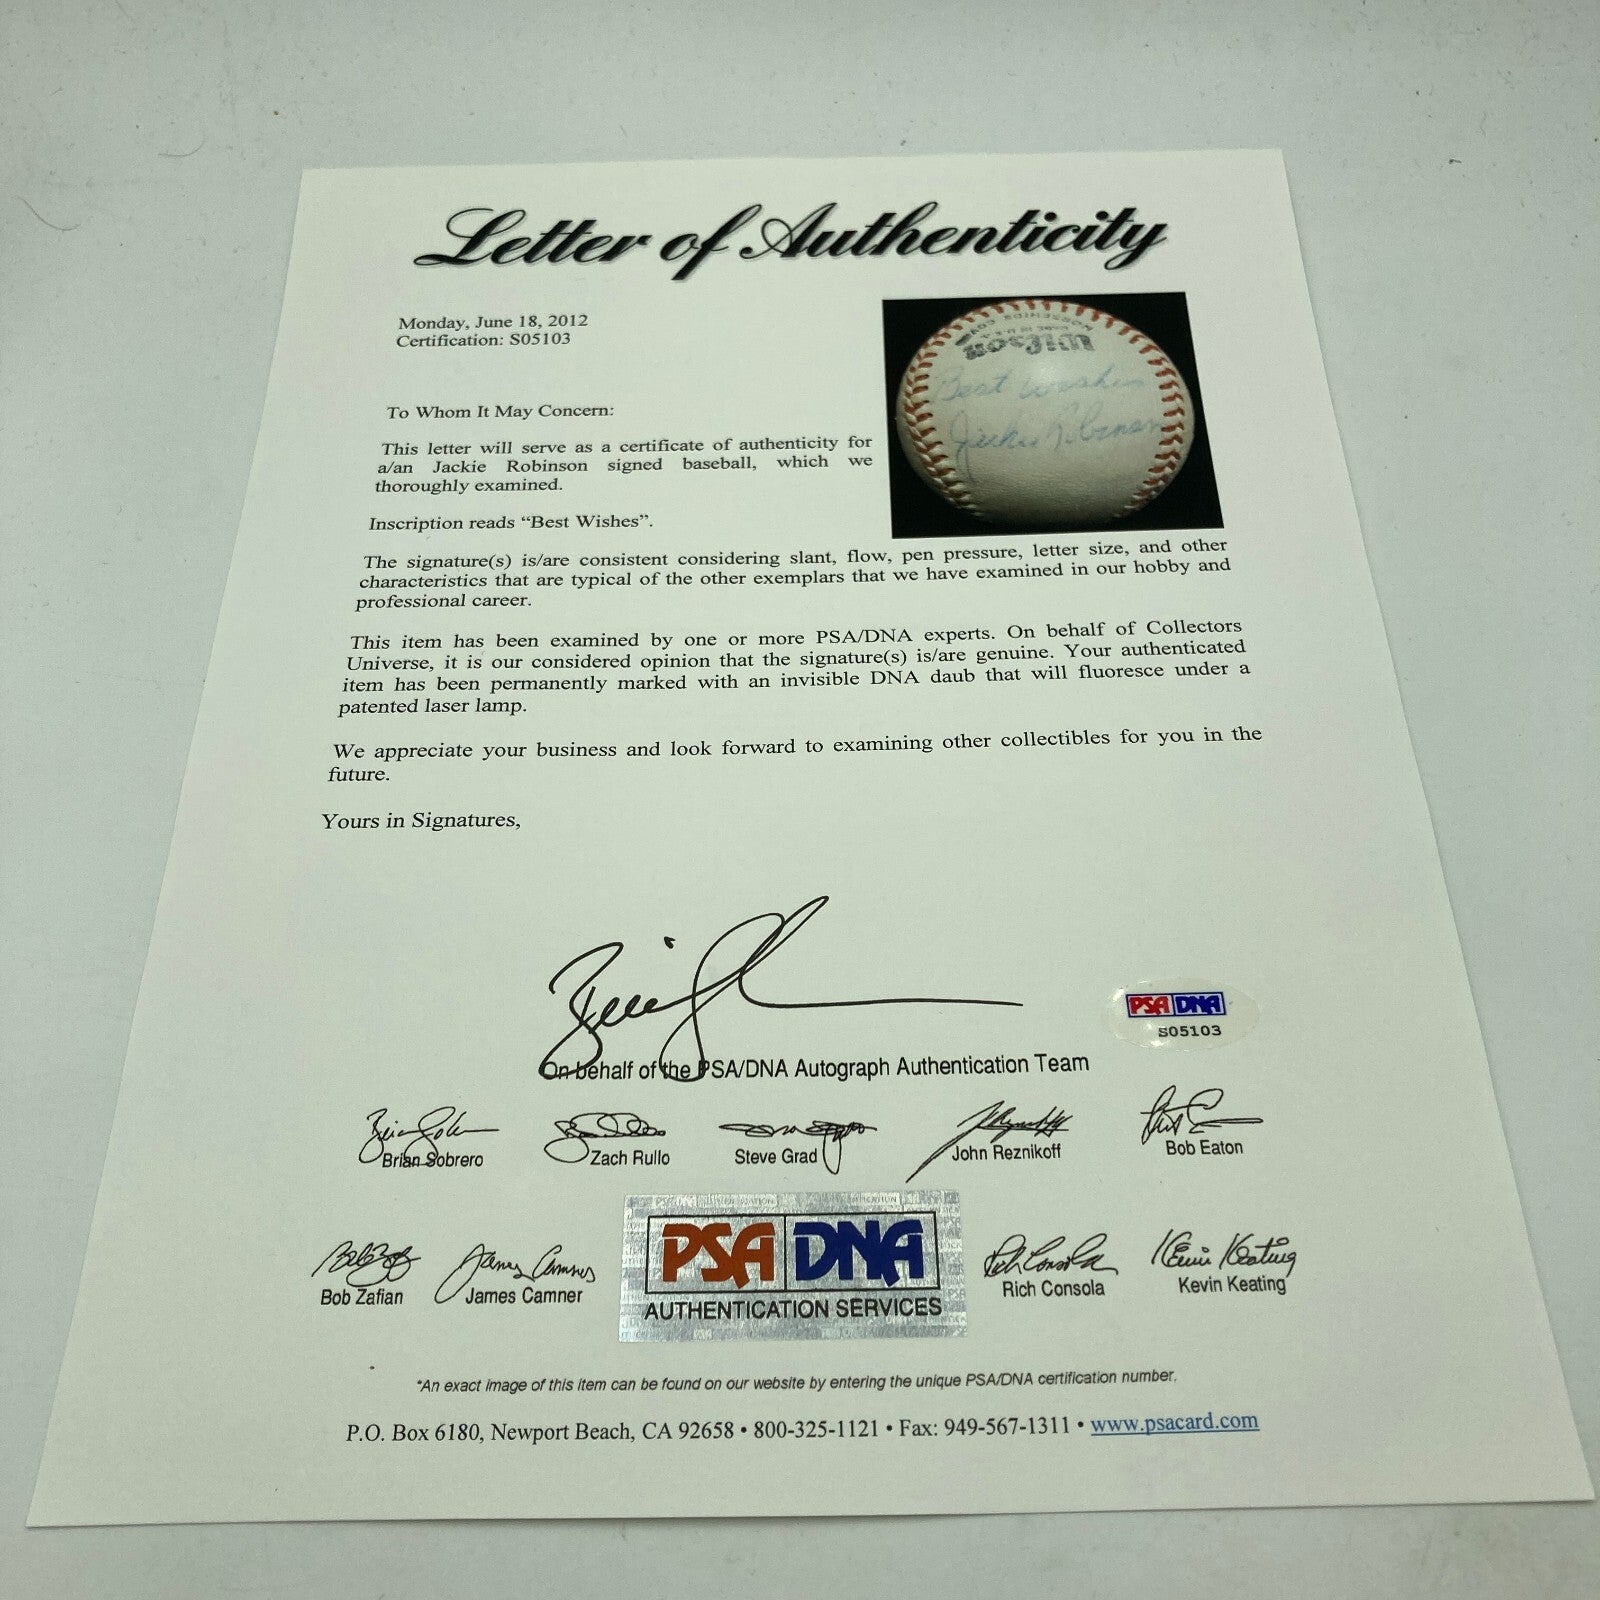 Letter of Authenticity
Monday, June 18, 2012
Certification: S05103
Wilson
Best Wishes
Jackie Robinson
To Whom It May Concern:
This letter will serve as a certificate of authenticity for
a/an Jackie Robinson signed baseball, which we
thoroughly examined.
Inscription reads “Best Wishes”.
The signature(s) is/are consistent considering slant, flow, pen pressure, letter size, and other
characteristics that are typical of the other exemplars that we have examined in our hobby and
professional career.
This item has been examined by one or more PSA/DNA experts. On behalf of Collectors
Universe, it is our considered opinion that the signature(s) is/are genuine. Your authenticated
item has been permanently marked with an invisible DNA daub that will fluoresce under a
patented laser lamp.
We appreciate your business and look forward to examining other collectibles for you in the
future.
Yours in Signatures,
PSA DNA
S05103
On behalf of the PSA/DNA Autograph Authentication Team
Brian Sobrero Zach Rullo Steve Grad John Reznikoff Bob Eaton
James Camner Rich Consola Kevin Keating
Bob Zafian James Camner Rich Consola Kevin Keating
PSA DNA
AUTHENTICATION SERVICES
*An exact image of this item can be found on our website by entering the unique PSA/DNA certification number.
P.O. Box 6180, Newport Beach, CA 92658 • 800-325-1121 • Fax: 949-567-1311 • www.psacard.com